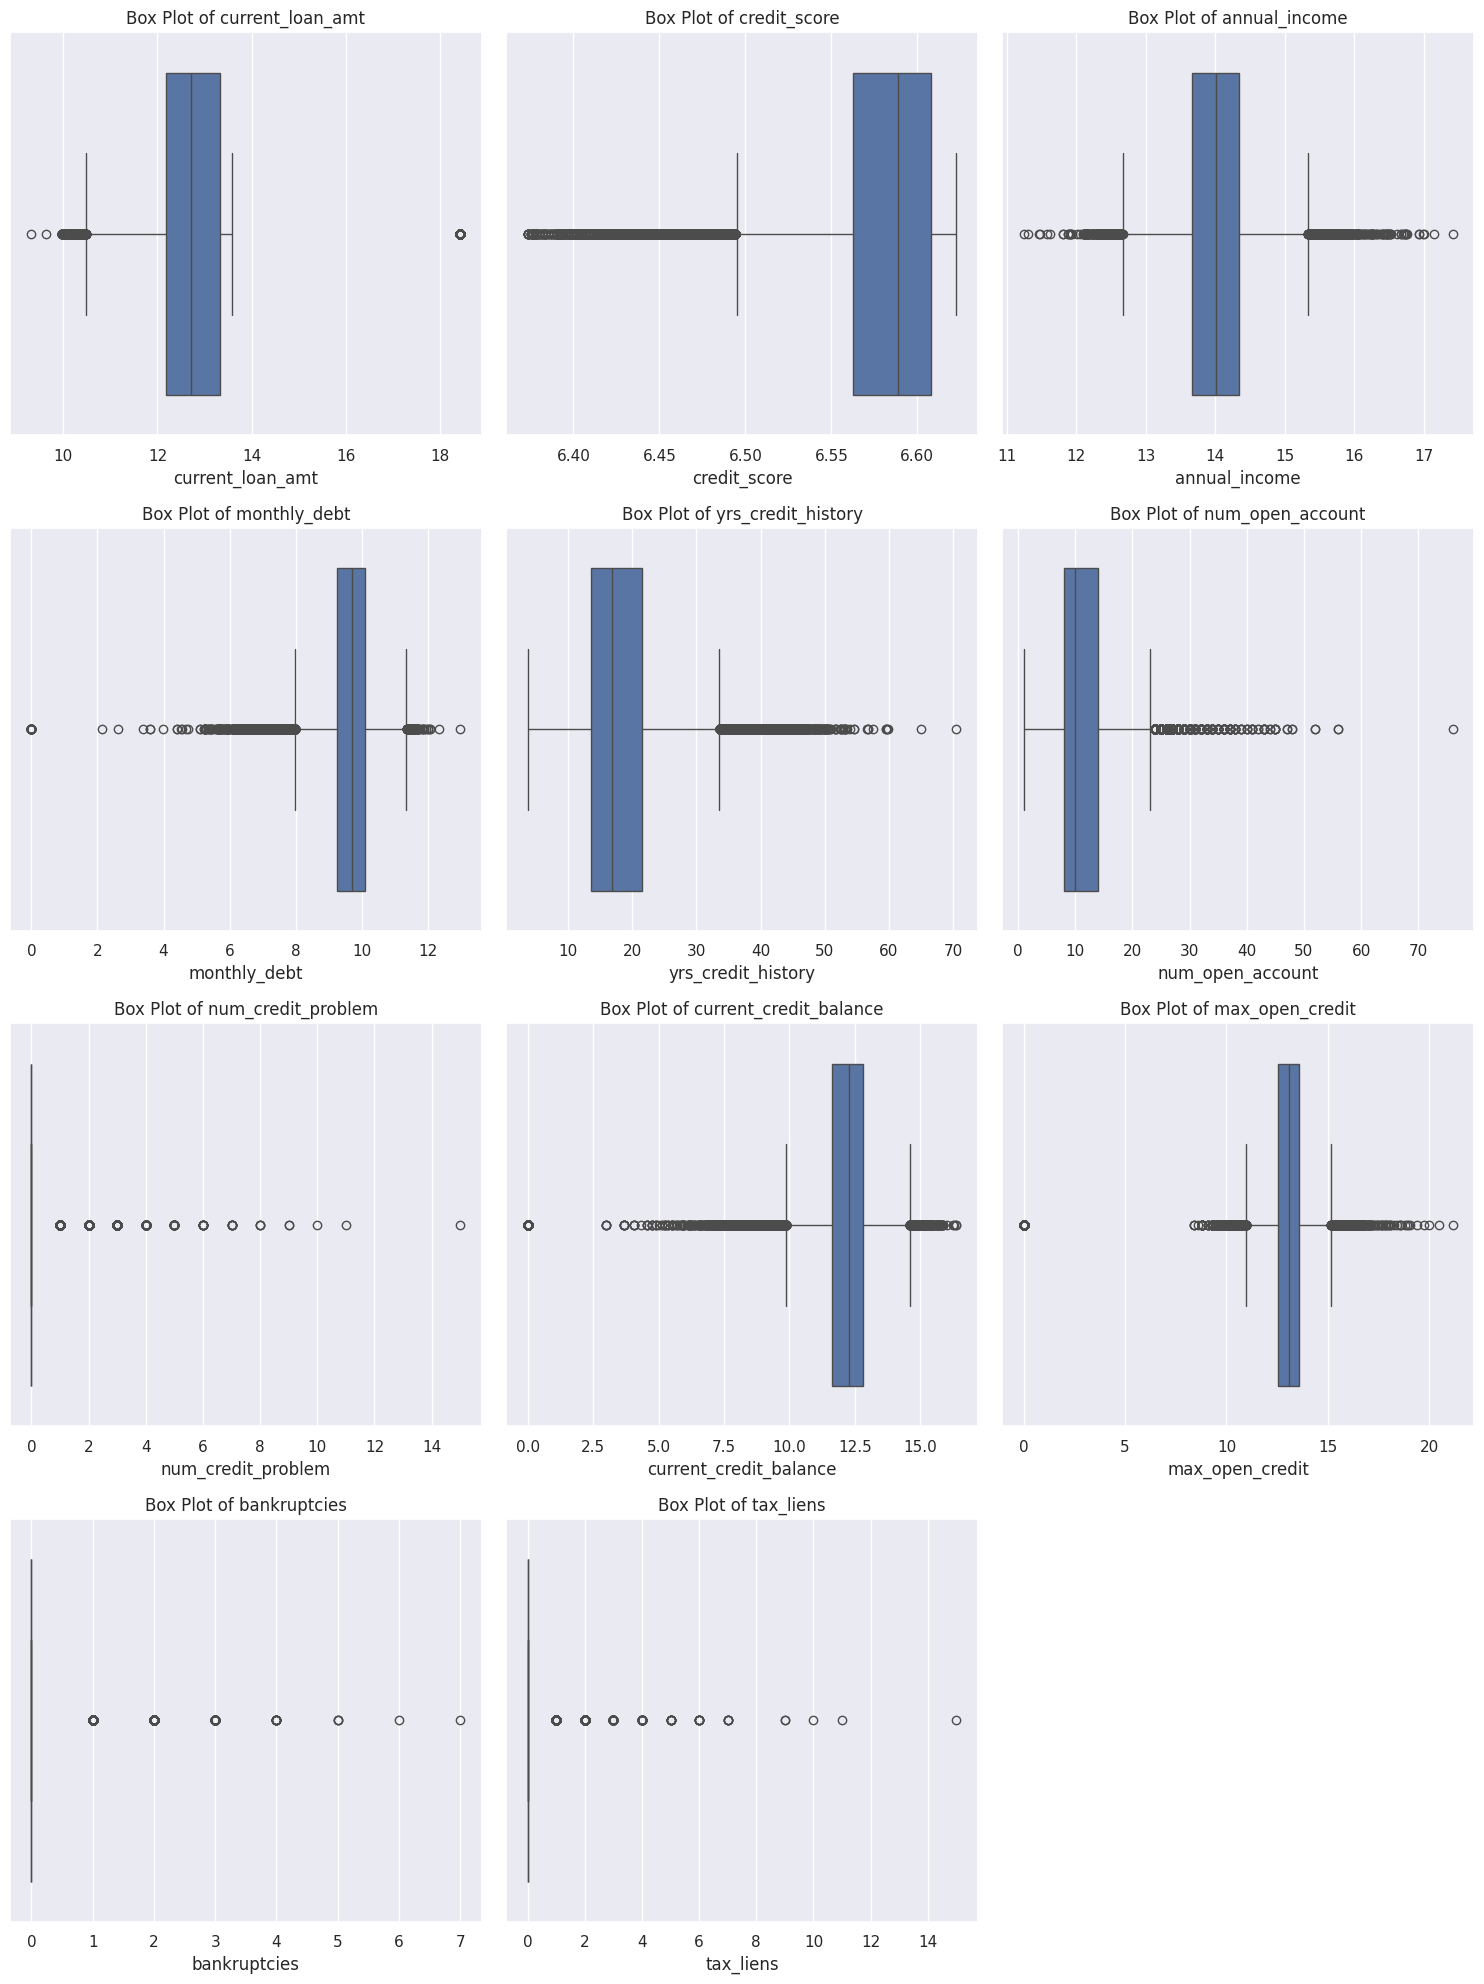 Box Plot of current_loan_amt
Box Plot of credit_score
Box Plot of annual_income
10 12 14 16 18
6.40 6.45 6.50 6.55 6.60
11 12 13 14 15 16 17
current_loan_amt
credit_score
annual_income
Box Plot of monthly_debt
Box Plot of yrs_credit_history
Box Plot of num_open_account
0 2 4 6 8 10 12
10 20 30 40 50 60 70
0 10 20 30 40 50 60 70
monthly_debt
yrs_credit_history
num_open_account
Box Plot of num_credit_problem
Box Plot of current_credit_balance
Box Plot of max_open_credit
0 2 4 6 8 10 12 14
0.0 2.5 5.0 7.5 10.0 12.5 15.0
0 5 10 15 20
num_credit_problem
current_credit_balance
max_open_credit
Box Plot of bankruptcies
Box Plot of tax_liens
0 1 2 3 4 5 6 7
0 2 4 6 8 10 12 14
bankruptcies
tax_liens